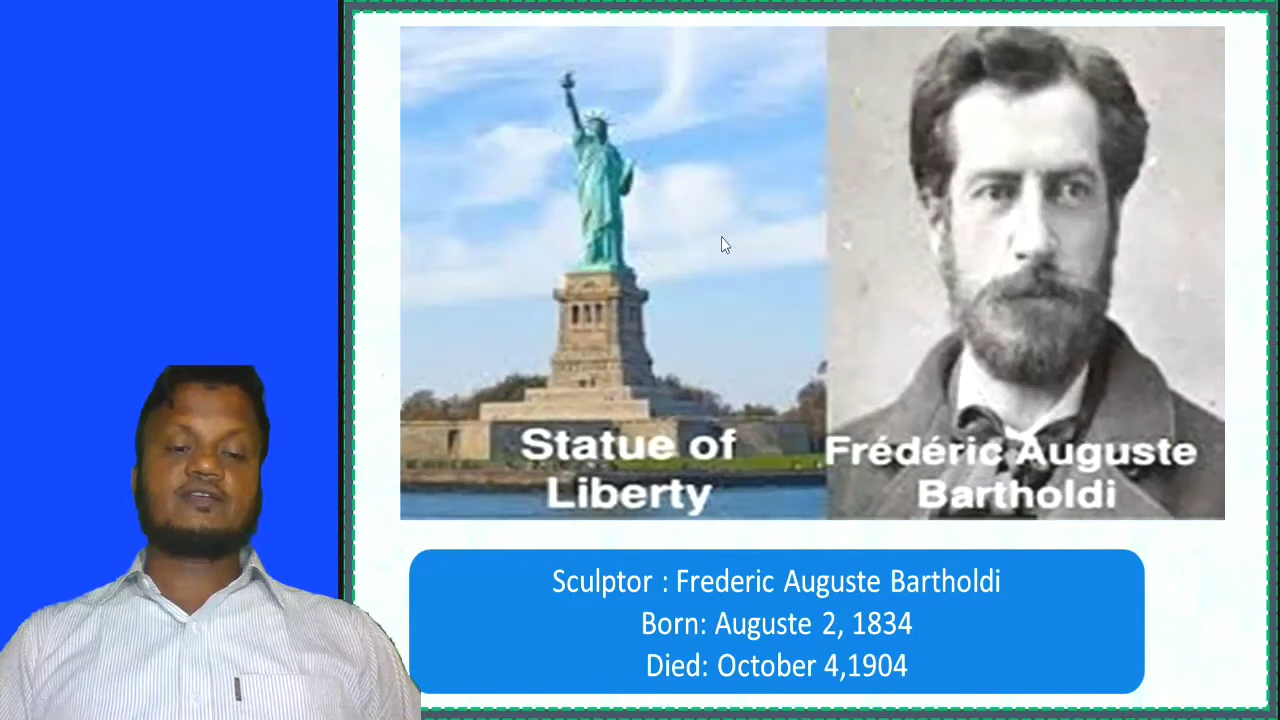 Statue of
Liberty
Frédéric Auguste
Bartholdi
Sculptor : Frederic Auguste Bartholdi
Born: Auguste 2, 1834
Died: October 4,1904